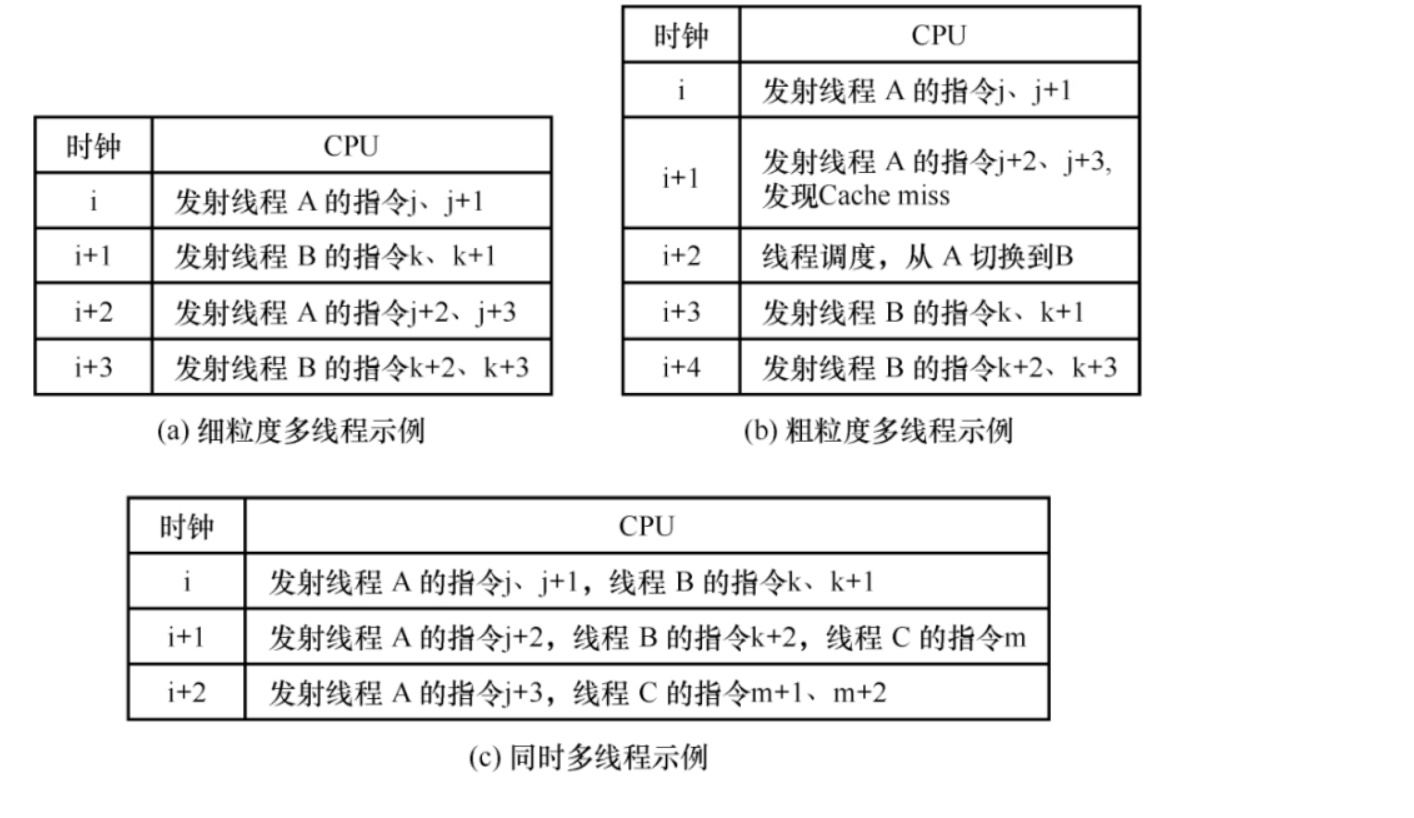 时钟 CPU
i 发射线程 A 的指令j、j+1
i+1 发射线程 B 的指令k、k+1
i+2 发射线程 A 的指令j+2、j+3
i+3 发射线程 B 的指令k+2、k+3
(a) 细粒度多线程示例
时钟 CPU
i 发射线程 A 的指令j、j+1
i+1 发射线程 A 的指令j+2、j+3,
发现Cache miss
i+2 线程调度，从 A 切换到B
i+3 发射线程 B 的指令k、k+1
i+4 发射线程 B 的指令k+2、k+3
(b) 粗粒度多线程示例
时钟 CPU
i 发射线程 A 的指令j、j+1，线程 B 的指令k、k+1
i+1 发射线程 A 的指令j+2，线程 B 的指令k+2，线程 C 的指令m
i+2 发射线程 A 的指令j+3，线程 C 的指令m+1、m+2
(c) 同时多线程示例